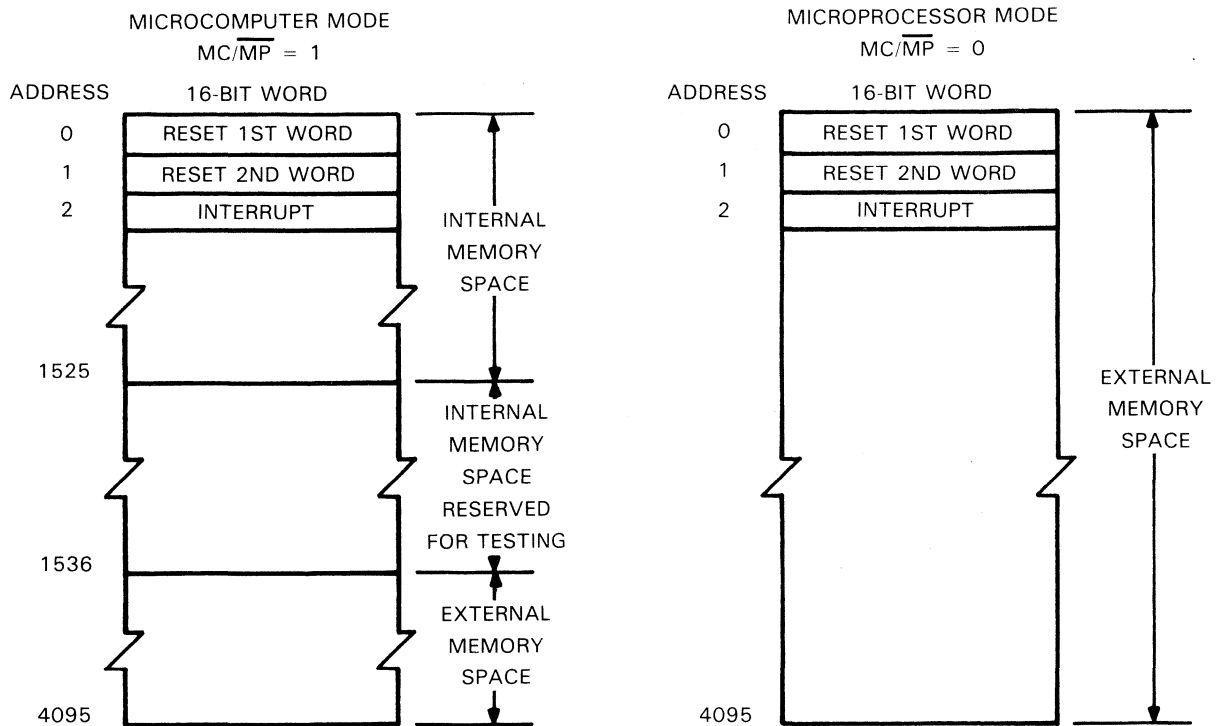 MICROCOMPUTER MODE
MC/M̅P̅ = 1
ADDRESS 16-BIT WORD
0 RESET 1ST WORD
1 RESET 2ND WORD
2 INTERRUPT
INTERNAL
MEMORY
SPACE
1525
INTERNAL
MEMORY
SPACE
RESERVED
FOR TESTING
1536
EXTERNAL
MEMORY
SPACE
4095
MICROPROCESSOR MODE
MC/M̅P̅ = 0
ADDRESS 16-BIT WORD
0 RESET 1ST WORD
1 RESET 2ND WORD
2 INTERRUPT
EXTERNAL
MEMORY
SPACE
4095